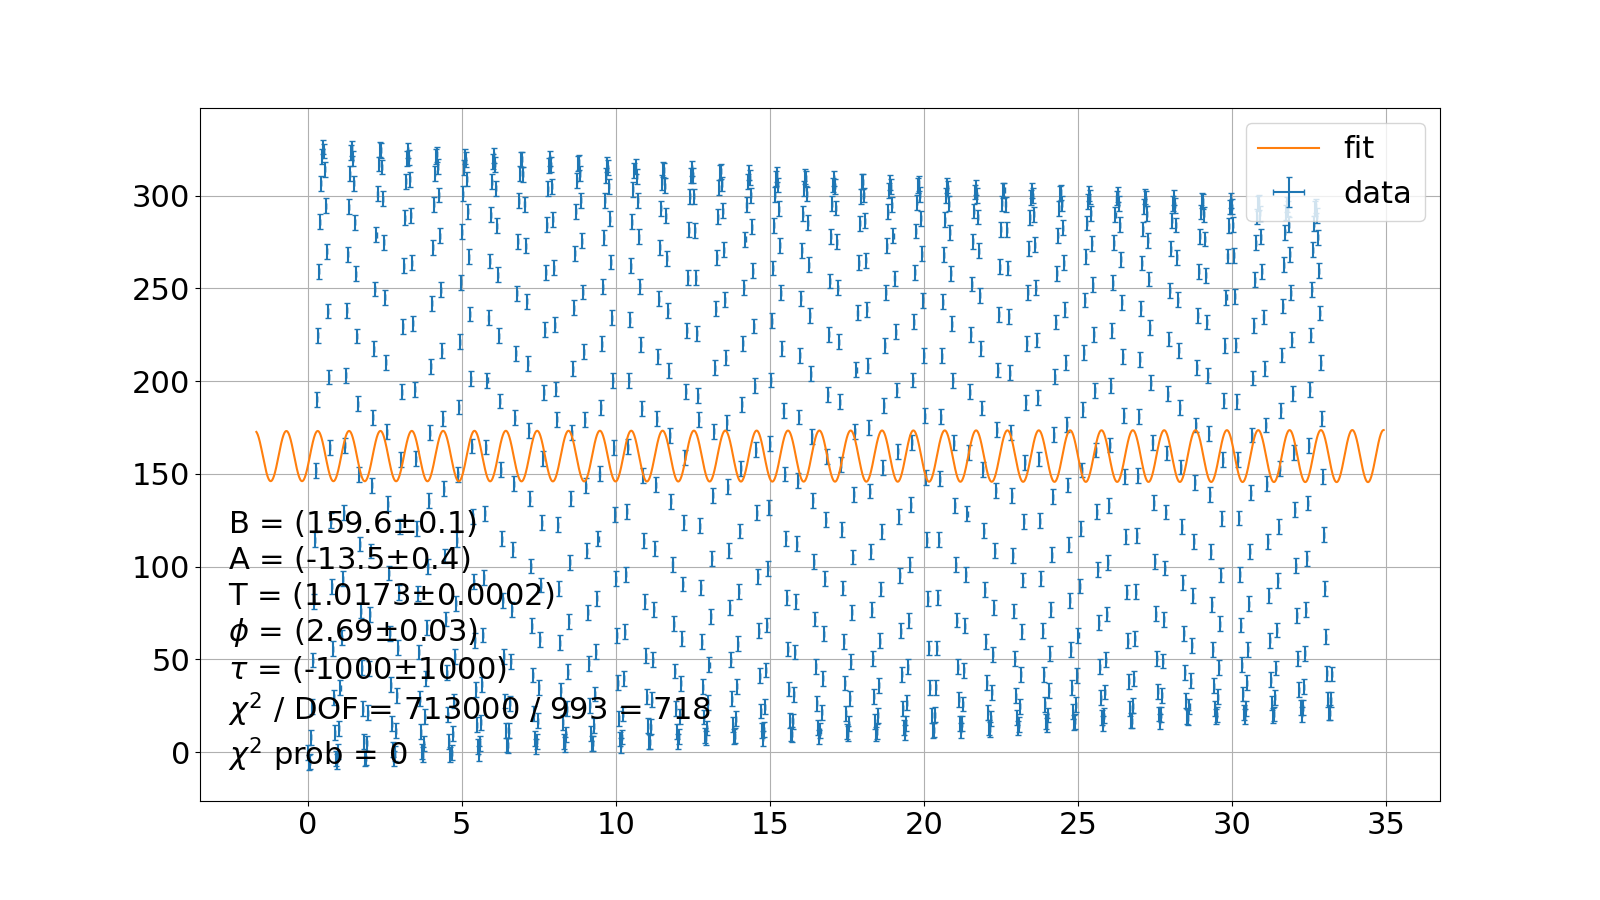 fit
data
300
250
200
150
100
50
0
B = (159.6±0.1)
A = (-13.5±0.4)
T = (1.0173±0.0002)
ϕ = (2.69±0.03)
τ = (-1000±1000)
χ² / DOF = 713000 / 993 = 718
χ² prob = 0
0 5 10 15 20 25 30 35